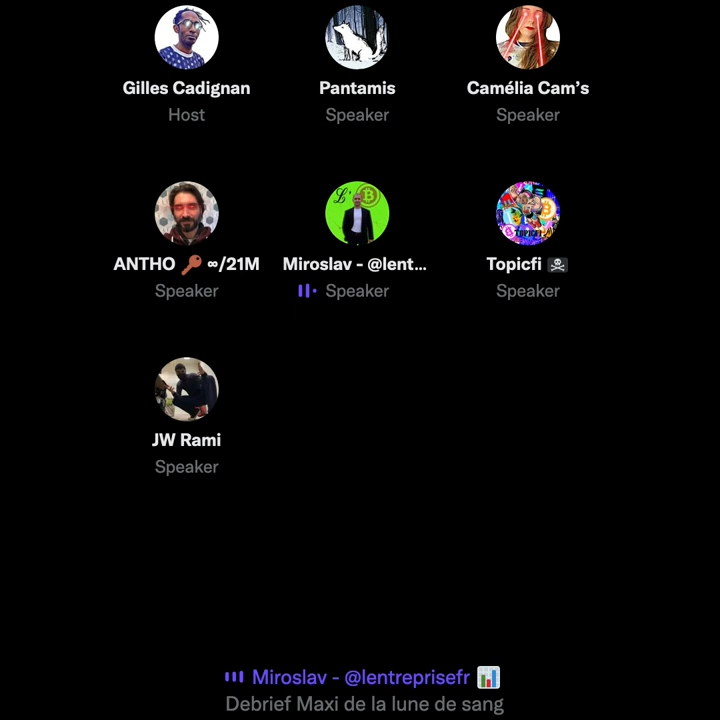 Gilles Cadignan
Host
Pantamis
Speaker
Camélia Cam’s
Speaker
ANTHO 🗝 ∞/21M
Speaker
L'
Miroslav - @lent...
Speaker
Topicfi ☠
Speaker
JW Rami
Speaker
Miroslav - @lentreprisefr 📊
Debrief Maxi de la lune de sang